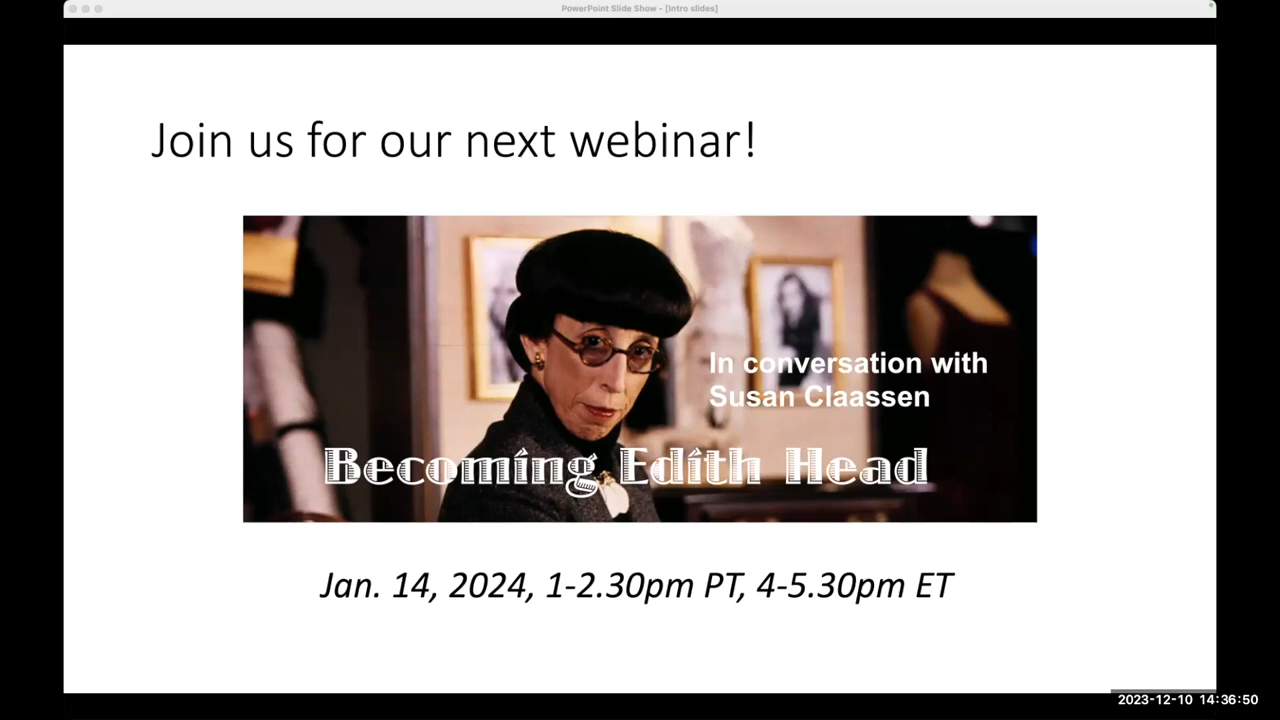 PowerPoint Slide Show - [Intro slides]
Join us for our next webinar!
In conversation with
Susan Claassen
Becoming Edith Head
Jan. 14, 2024, 1-2.30pm PT, 4-5.30pm ET
2023-12-10 14:36:50